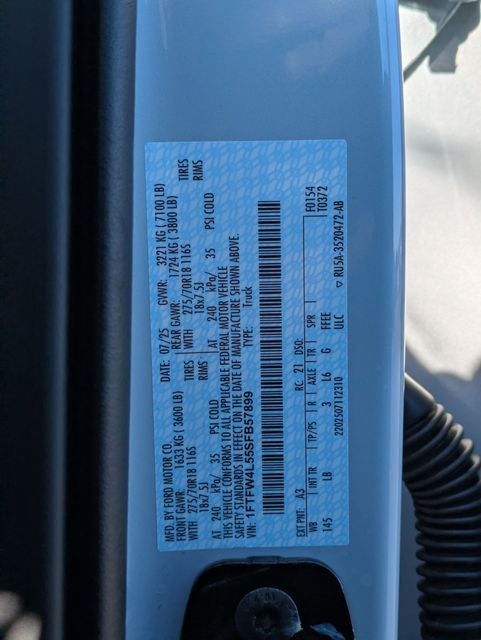 MFD. BY FORD MOTOR CO.
DATE: 07/25 GVWR: 3221 KG ( 7100 LB)
FRONT GAWR: 1633 KG ( 3600 LB) REAR GAWR: 1724 KG ( 3800 LB)
WITH 275/70R18 116S TIRES WITH 275/70R18 116S TIRES
18x7.5J RIMS 18x7.5J RIMS
AT 240 kPa/ 35 PSI COLD AT 240 kPa/ 35 PSI COLD
THIS VEHICLE CONFORMS TO ALL APPLICABLE FEDERAL MOTOR VEHICLE
SAFETY STANDARDS IN EFFECT ON THE DATE OF MANUFACTURE SHOWN ABOVE.
VIN: 1FTFW4L55SFB57899 TYPE: Truck
F0154
T0372
EXT PNT: A3 RC: 21 DSO:
WB INT TR TP/PS R AXLE TR SPR
145 LB 3 L6 G FFEE
2202507112310 ULC
▽ RU5A-3520472-AB